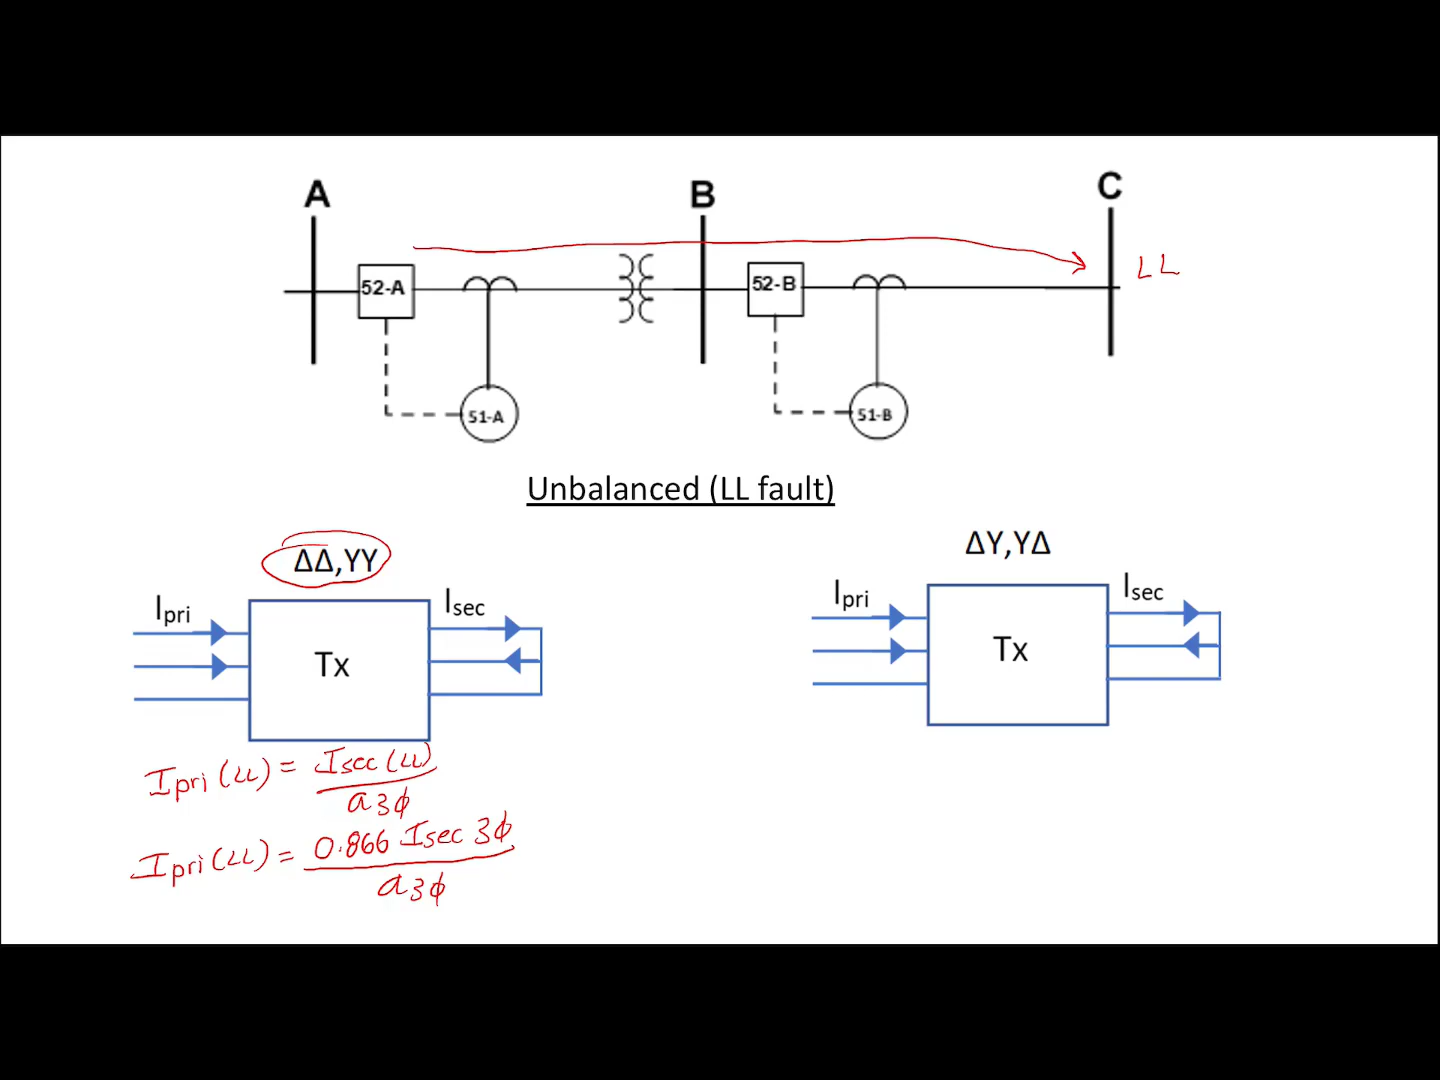 A
B
C
52-A
52-B
LL
51-A
51-B
Unbalanced (LL fault)
ΔΔ,YY
ΔY,YΔ
Ipri
Isec
Ipri
Isec
Tx
Tx
Ipri (LL) = Isec (LL) / a3ϕ
Ipri (LL) = 0.866 Isec 3ϕ / a3ϕ